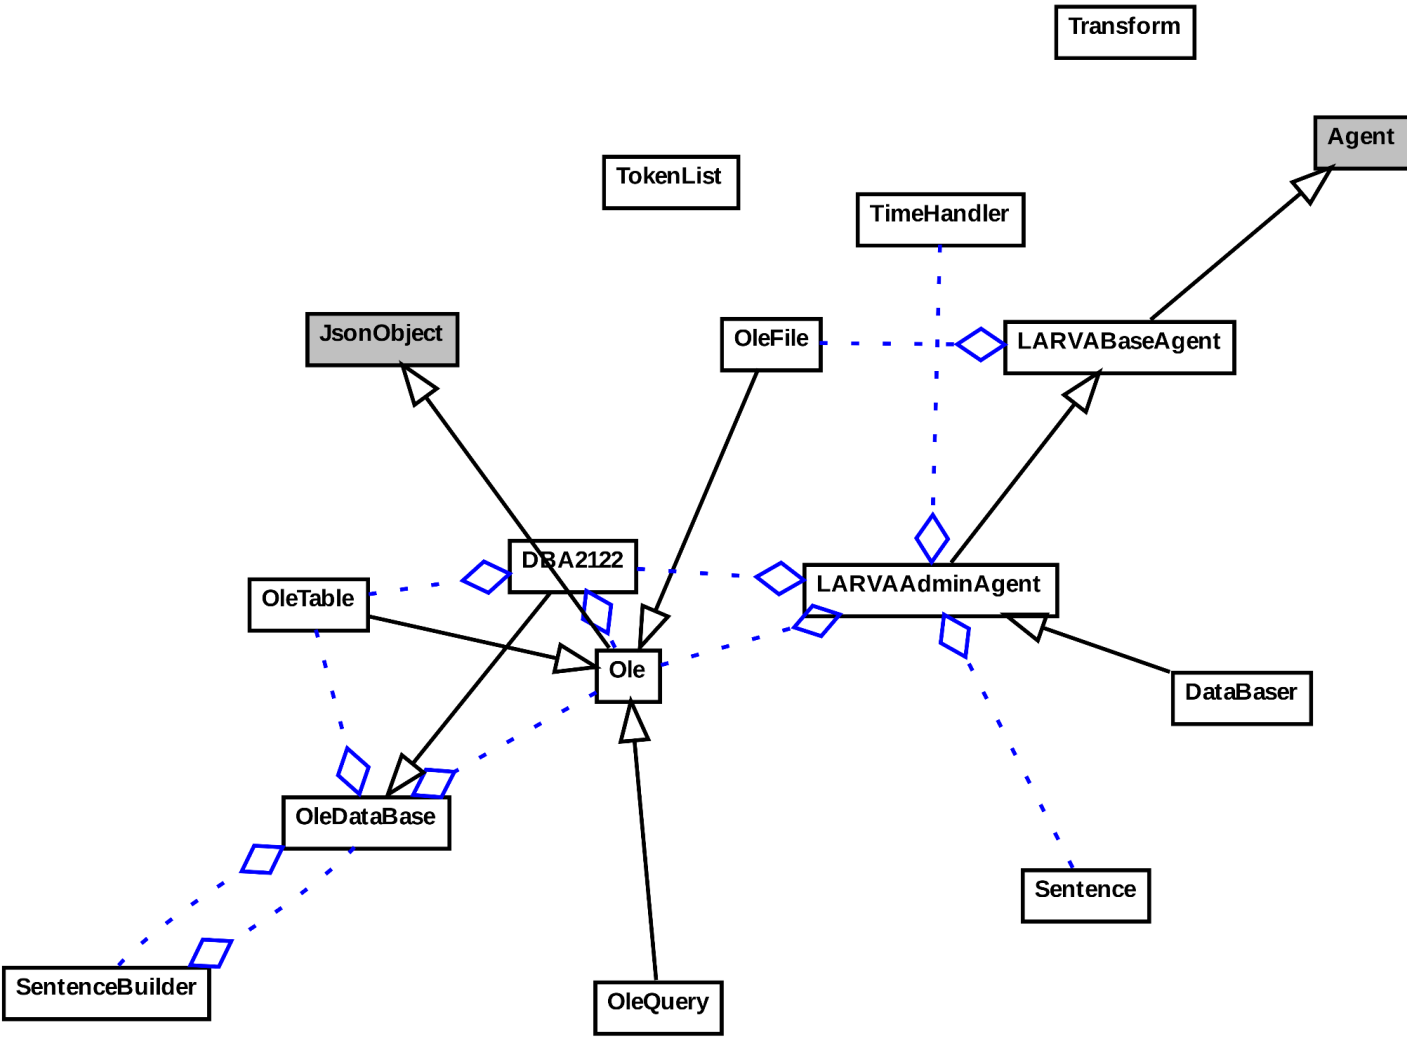 Transform
Agent
TokenList
TimeHandler
JsonObject
OleFile
LARVABaseAgent
DBA2122
LARVAAdminAgent
OleTable
Ole
DataBaser
OleDataBase
Sentence
SentenceBuilder
OleQuery